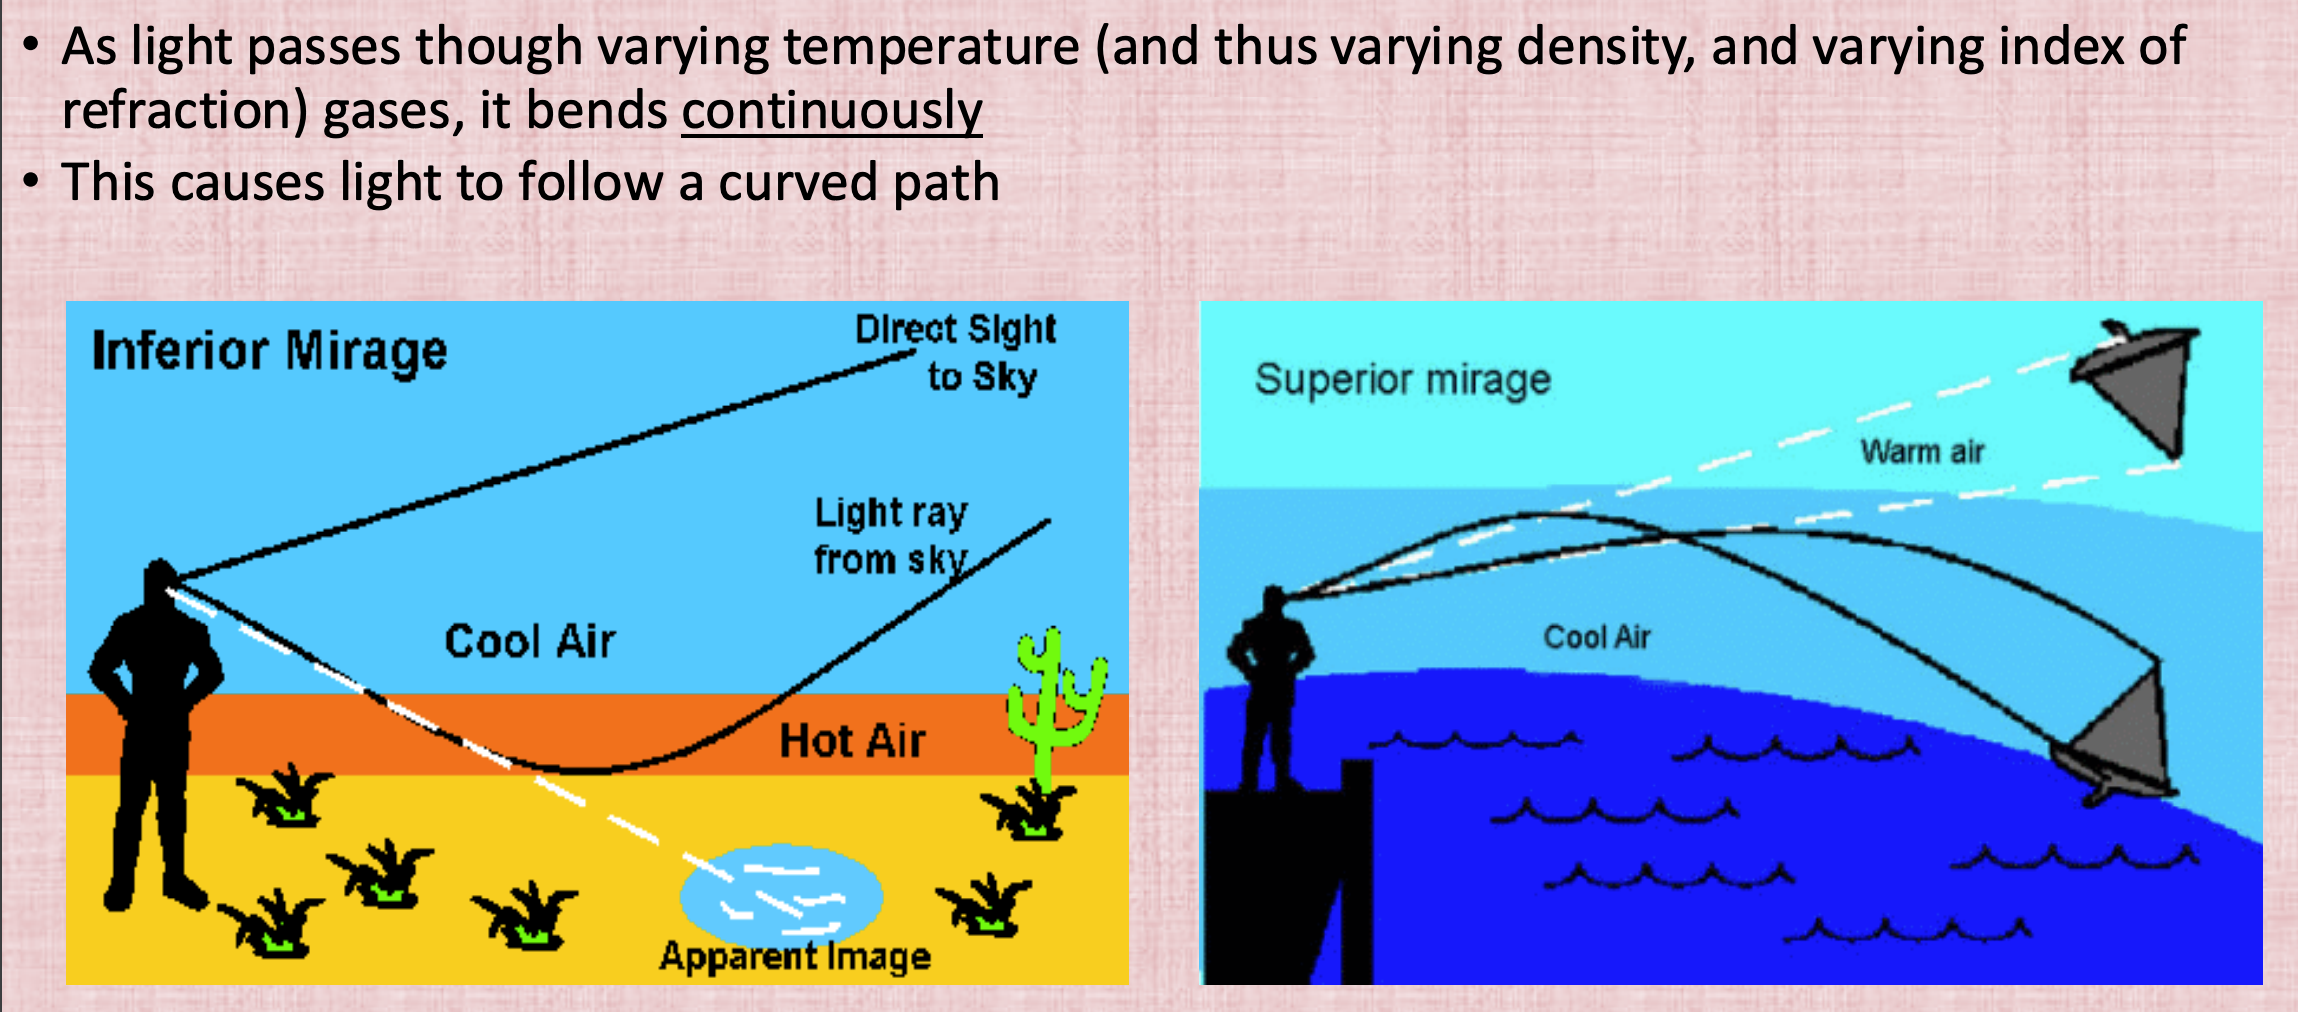 • As light passes though varying temperature (and thus varying density, and varying index of
refraction) gases, it bends continuously
• This causes light to follow a curved path
Inferior Mirage
Direct Sight
to Sky
Light ray
from sky
Cool Air
Hot Air
Apparent Image
Superior mirage
Warm air
Cool Air